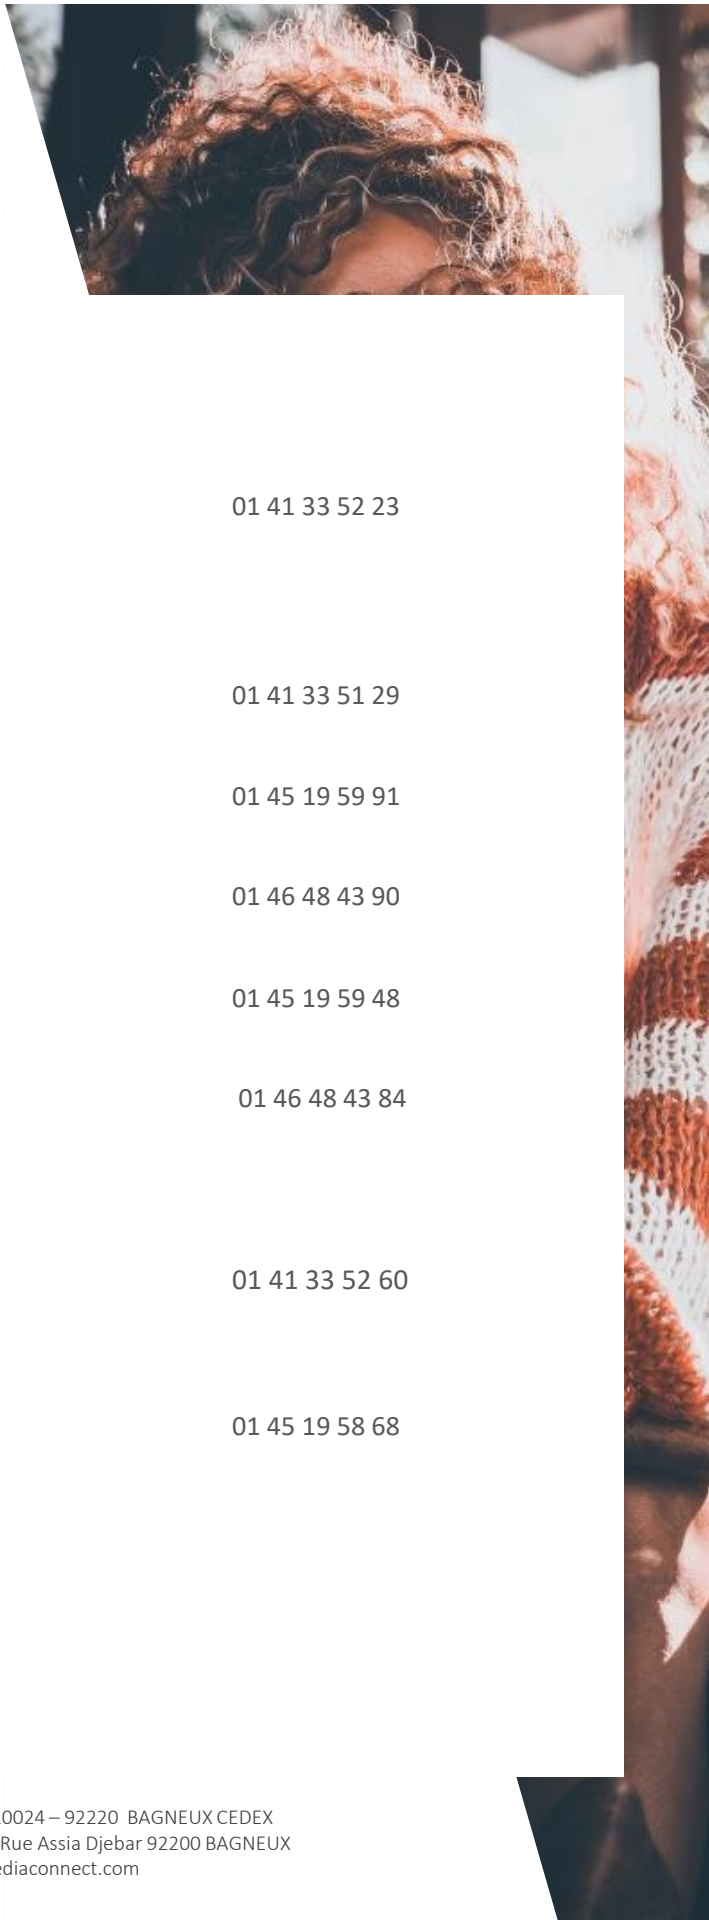 01 41 33 52 23
01 41 33 51 29
01 45 19 59 91
01 46 48 43 90
01 45 19 59 48
01 46 48 43 84
01 41 33 52 60
01 45 19 58 68
0024 – 92220 BAGNEUX CEDEX
Rue Assia Djebar 92200 BAGNEUX
ediaconnect.com